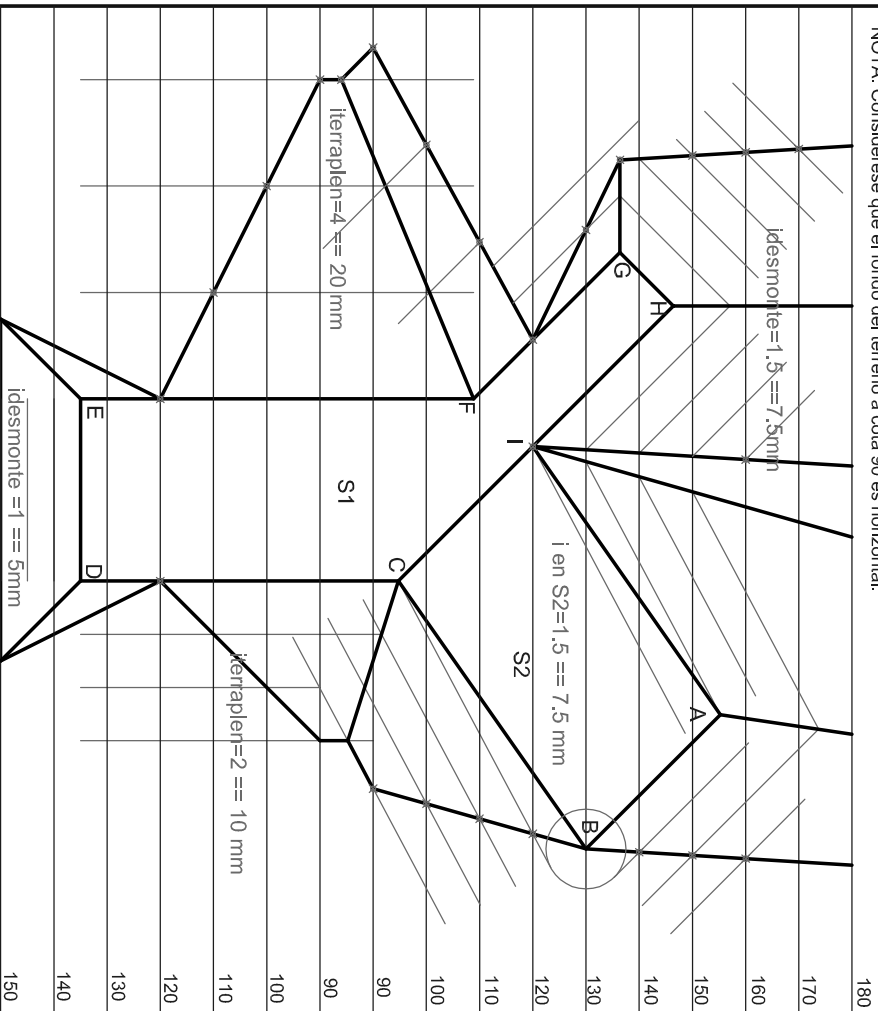 NOTA: Considérese que el fondo del terreno a cota 90 es horizontal.
idesmonte=1.5 ==7.5mm
G
H
iterraplen=4 == 20 mm
F
I
i en S2=1.5 == 7.5 mm
S2
A
B
S1
C
E
D
idesmonte =1 == 5mm
iterraplen=2 == 10 mm
180
170
160
150
140
130
120
110
100
90
90
100
110
120
130
140
150